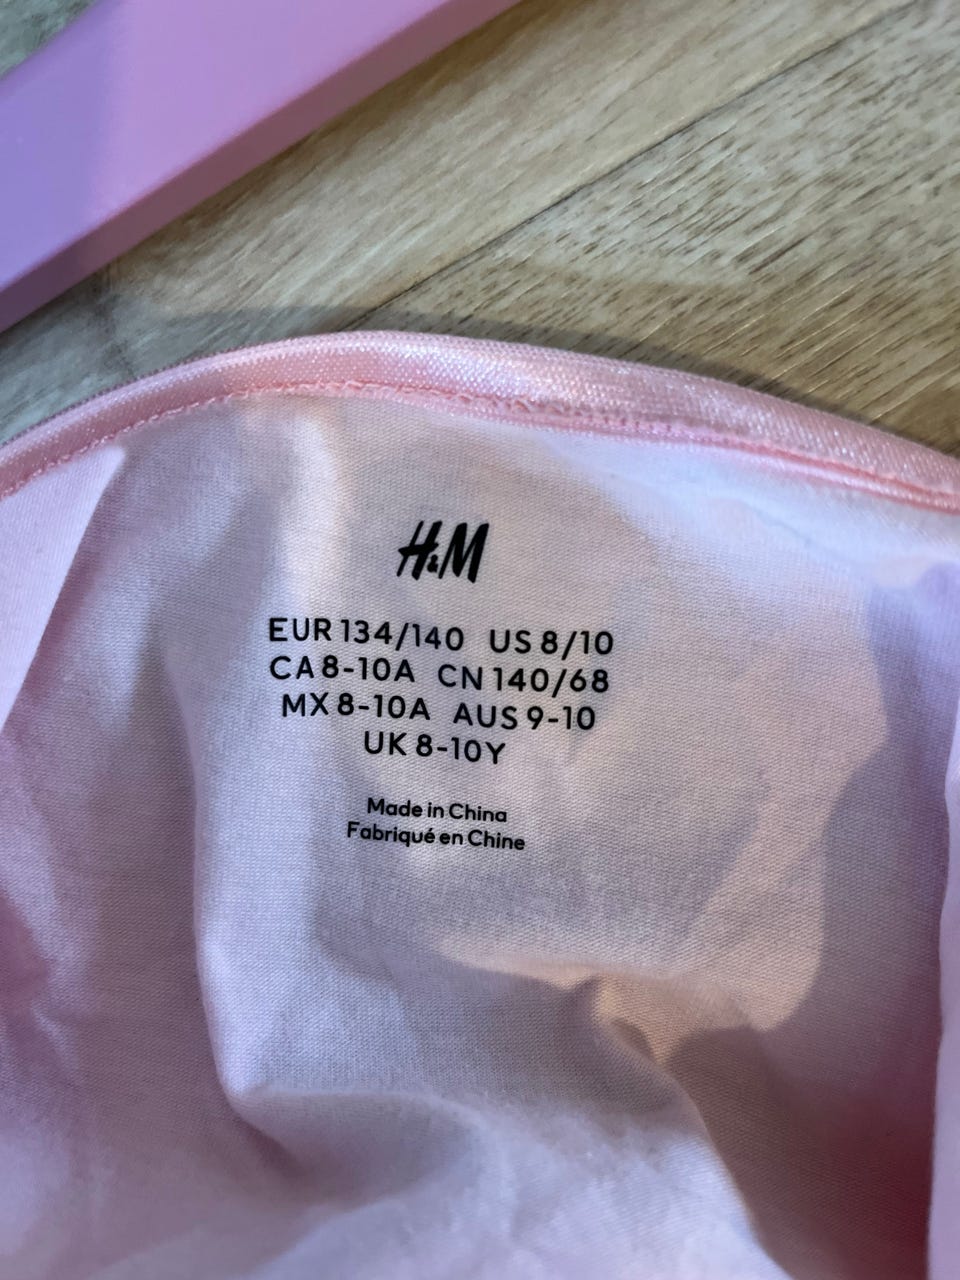 H&M
EUR 134/140 US 8/10
CA 8-10A CN 140/68
MX 8-10A AUS 9-10
UK 8-10Y
Made in China
Fabriqué en Chine